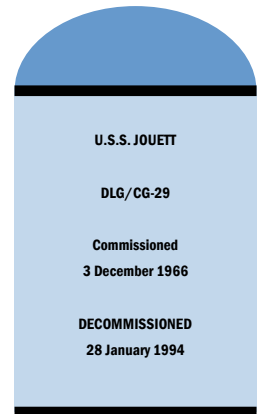 U.S.S. JOUETT
DLG/CG-29
Commissioned
3 December 1966
DECOMMISSIONED
28 January 1994